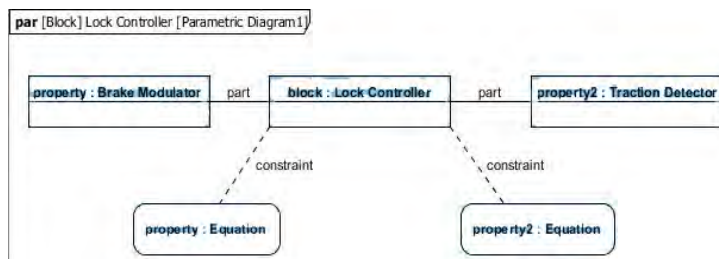 par [Block] Lock Controller [Parametric Diagram1]
property : Brake Modulator
part
block : Lock Controller
part
property2 : Traction Detector
constraint
constraint
property : Equation
property2 : Equation